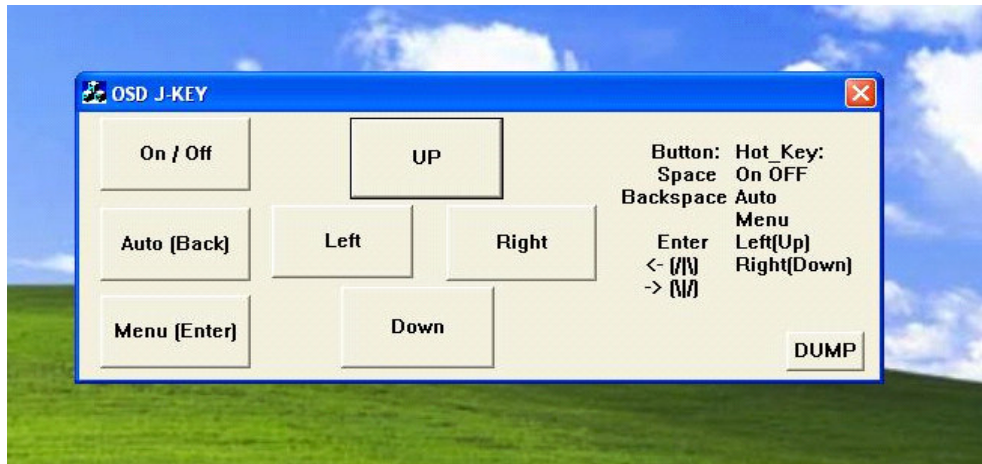 OSD J-KEY
On / Off
UP
Auto (Back)
Left
Right
Menu (Enter)
Down
Button: Hot_Key:
Space On OFF
Backspace Auto
Menu
Enter Left(Up)
<- (/|\) Right(Down)
-> (\|/)
DUMP